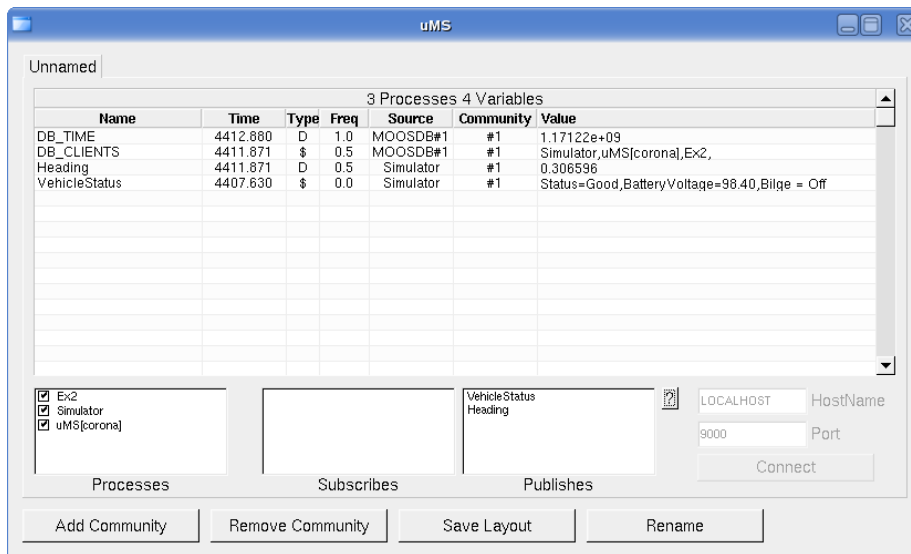 uMS
Unnamed
3 Processes 4 Variables
Name Time Type Freq Source Community Value
DB_TIME 4412.880 D 1.0 MOOSDB#1 #1 1.17122e+09
DB_CLIENTS 4411.871 $ 0.5 MOOSDB#1 #1 Simulator,uMS[corona],Ex2,
Heading 4411.871 D 0.5 Simulator #1 0.306596
VehicleStatus 4407.630 $ 0.0 Simulator #1 Status=Good,BatteryVoltage=98.40,Bilge = Off
Ex2
Simulator
uMS[corona]
Processes
Subscribes
VehicleStatus
Heading
Publishes
?
LOCALHOST HostName
9000 Port
Connect
Add Community Remove Community Save Layout Rename